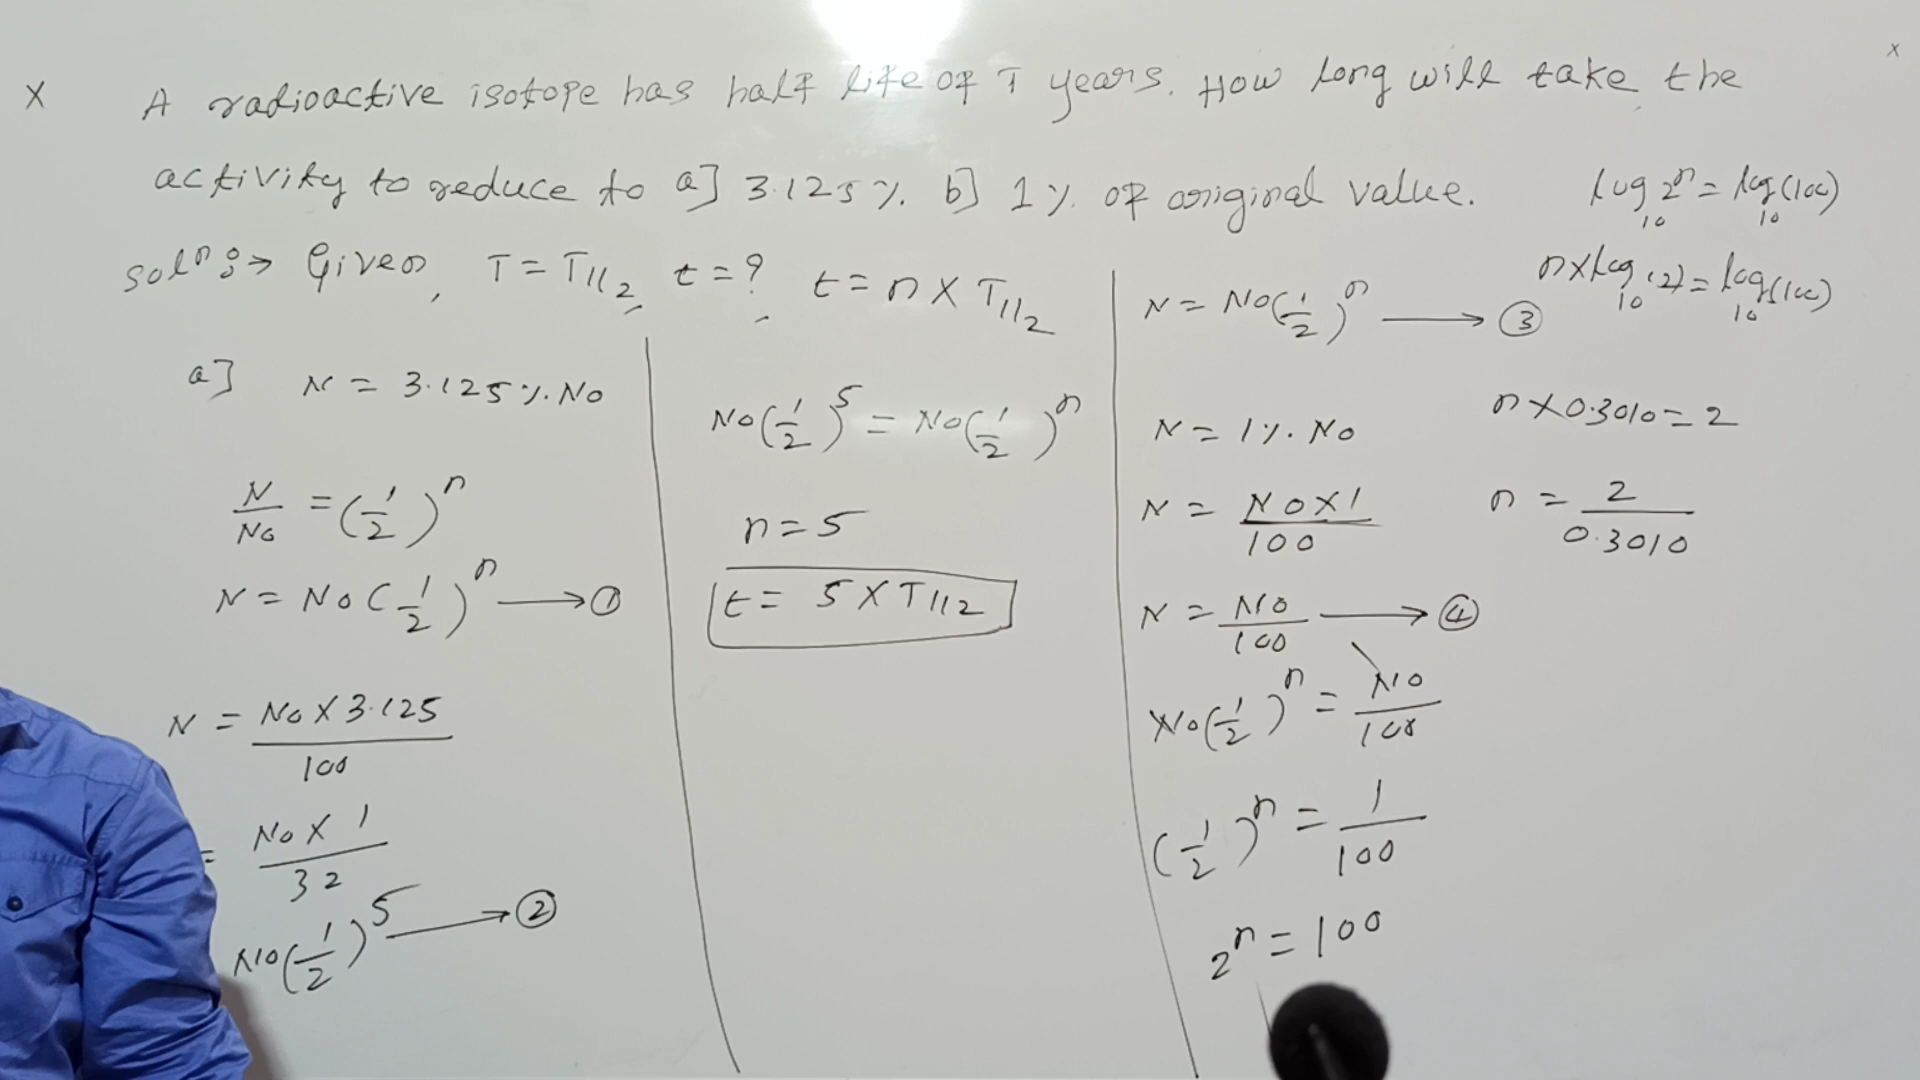 x A radioactive isotope has half life of T years. How long will take the x
activity to reduce to a] 3.125%. b] 1%. of original value.
solⁿ :→ Given, T = T1/2, t = ? t = n X T1/2
a] N = 3.125%. No
N/No = (1/2)ⁿ
N = No (1/2)ⁿ → ①
N = No X 3.125 / 100
= No X 1 / 32
No (1/2)⁵ → ②
No (1/2)⁵ = No (1/2)ⁿ
n = 5
t = 5 X T1/2
N = No (1/2)ⁿ → ③
N = 1%. No
N = No X 1 / 100
N = No / 100 → ④
No (1/2)ⁿ = No / 100
(1/2)ⁿ = 1 / 100
2ⁿ = 100
log₁₀ 2ⁿ = log₁₀ (100)
n x log₁₀ (2) = log₁₀ (100)
n X 0.3010 = 2
n = 2 / 0.3010